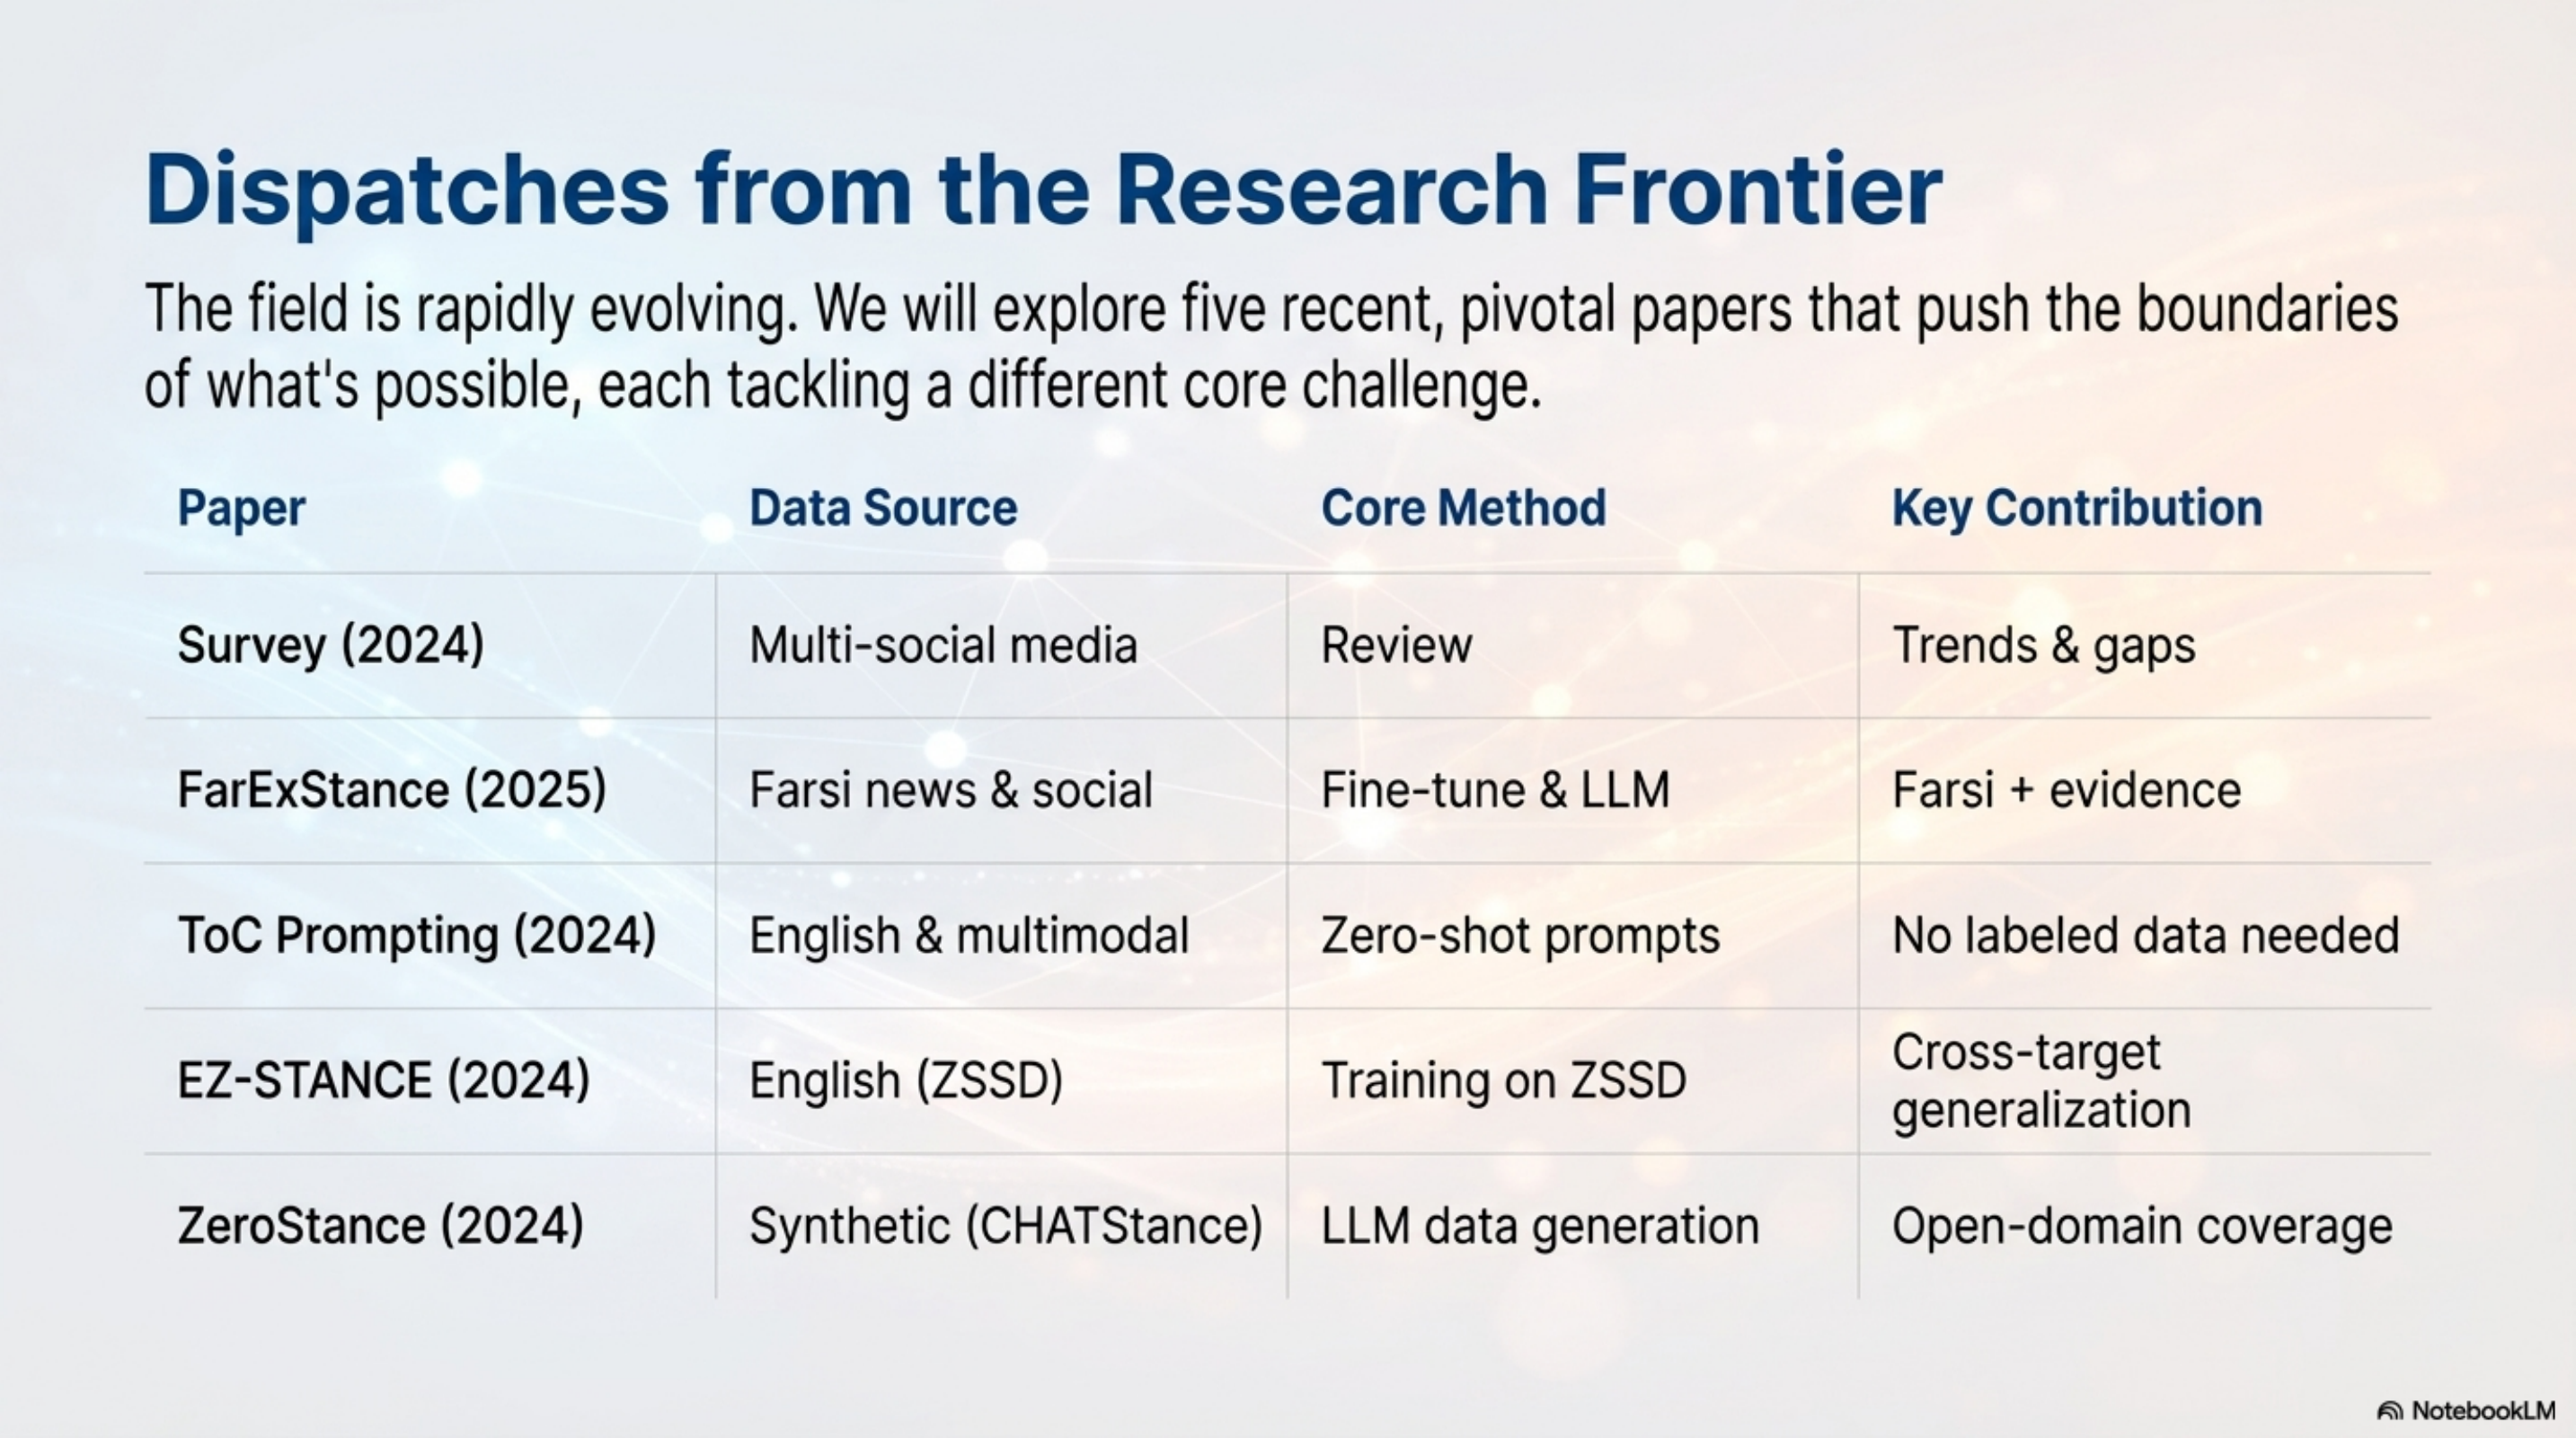 Dispatches from the Research Frontier
The field is rapidly evolving. We will explore five recent, pivotal papers that push the boundaries
of what's possible, each tackling a different core challenge.
Paper Data Source Core Method Key Contribution
Survey (2024) Multi-social media Review Trends & gaps
FarExStance (2025) Farsi news & social Fine-tune & LLM Farsi + evidence
ToC Prompting (2024) English & multimodal Zero-shot prompts No labeled data needed
EZ-STANCE (2024) English (ZSSD) Training on ZSSD Cross-target
generalization
ZeroStance (2024) Synthetic (CHATStance) LLM data generation Open-domain coverage
NotebookLM